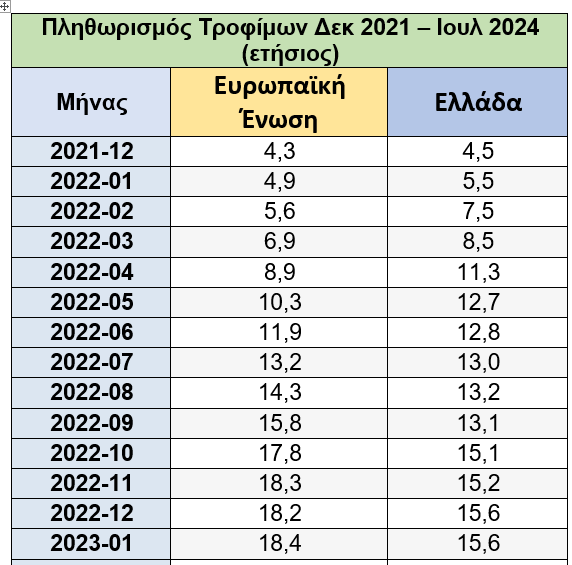 Πληθωρισμός Τροφίμων Δεκ 2021 – Ιουλ 2024
(ετήσιος)
Μήνας Ευρωπαϊκή Ένωση Ελλάδα
2021-12 4,3 4,5
2022-01 4,9 5,5
2022-02 5,6 7,5
2022-03 6,9 8,5
2022-04 8,9 11,3
2022-05 10,3 12,7
2022-06 11,9 12,8
2022-07 13,2 13,0
2022-08 14,3 13,2
2022-09 15,8 13,1
2022-10 17,8 15,1
2022-11 18,3 15,2
2022-12 18,2 15,6
2023-01 18,4 15,6